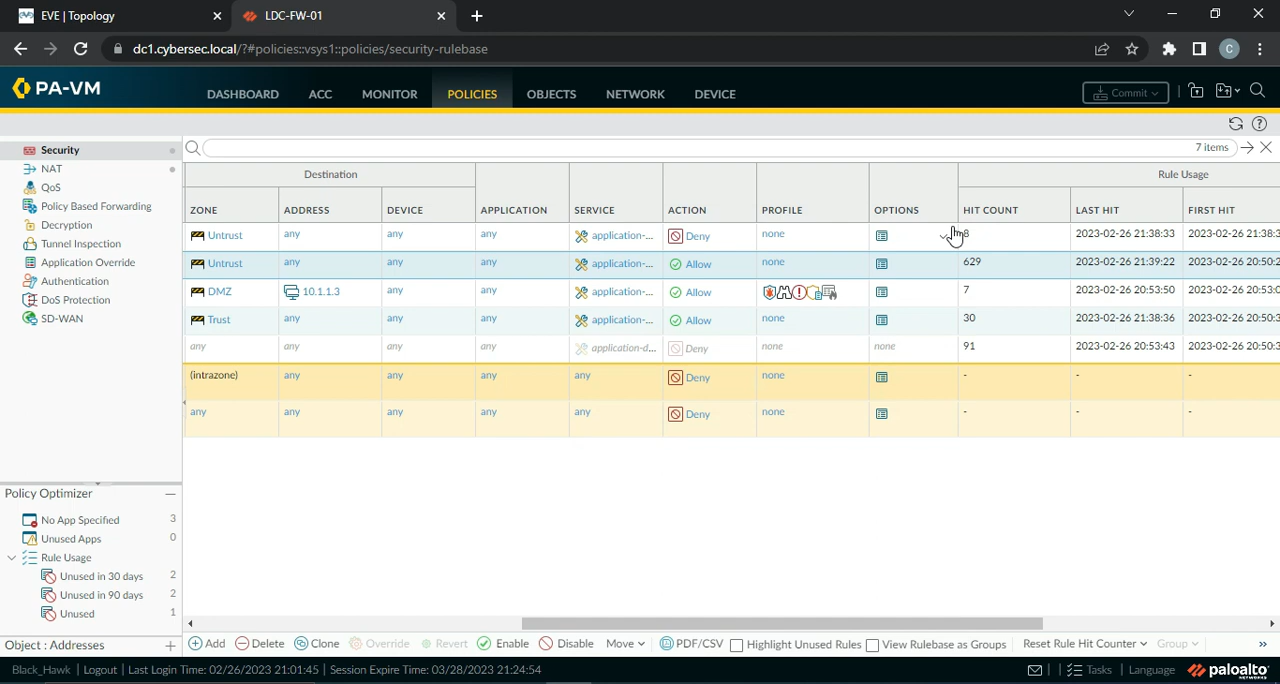 EVE | Topology
LDC-FW-01
dc1.cybersec.local/?#policies::vsys1::policies/security-rulebase
C
PA-VM
DASHBOARD ACC MONITOR POLICIES OBJECTS NETWORK DEVICE
Commit
Security
NAT
QoS
Policy Based Forwarding
Decryption
Tunnel Inspection
Application Override
Authentication
DoS Protection
SD-WAN
7 items
Destination Rule Usage
ZONE ADDRESS DEVICE APPLICATION SERVICE ACTION PROFILE OPTIONS HIT COUNT LAST HIT FIRST HIT
Untrust any any any application-... Deny none 8 2023-02-26 21:38:33 2023-02-26 21:38:3
Untrust any any any application-... Allow none 629 2023-02-26 21:39:22 2023-02-26 20:50:2
DMZ 10.1.1.3 any any application-... Allow 7 2023-02-26 20:53:50 2023-02-26 20:53:0
Trust any any any application-... Allow none 30 2023-02-26 21:38:36 2023-02-26 20:50:3
any any any any application-d... Deny none none 91 2023-02-26 20:53:43 2023-02-26 20:50:3
(intrazone) any any any any Deny none - - -
any any any any any Deny none - - -
Policy Optimizer
No App Specified 3
Unused Apps 0
Rule Usage
Unused in 30 days 2
Unused in 90 days 2
Unused 1
Object : Addresses
Add Delete Clone Override Revert Enable Disable Move PDF/CSV Highlight Unused Rules View Rulebase as Groups Reset Rule Hit Counter Group
Black_Hawk | Logout | Last Login Time: 02/26/2023 21:01:45 | Session Expire Time: 03/28/2023 21:24:54
Tasks | Language paloalto NETWORKS